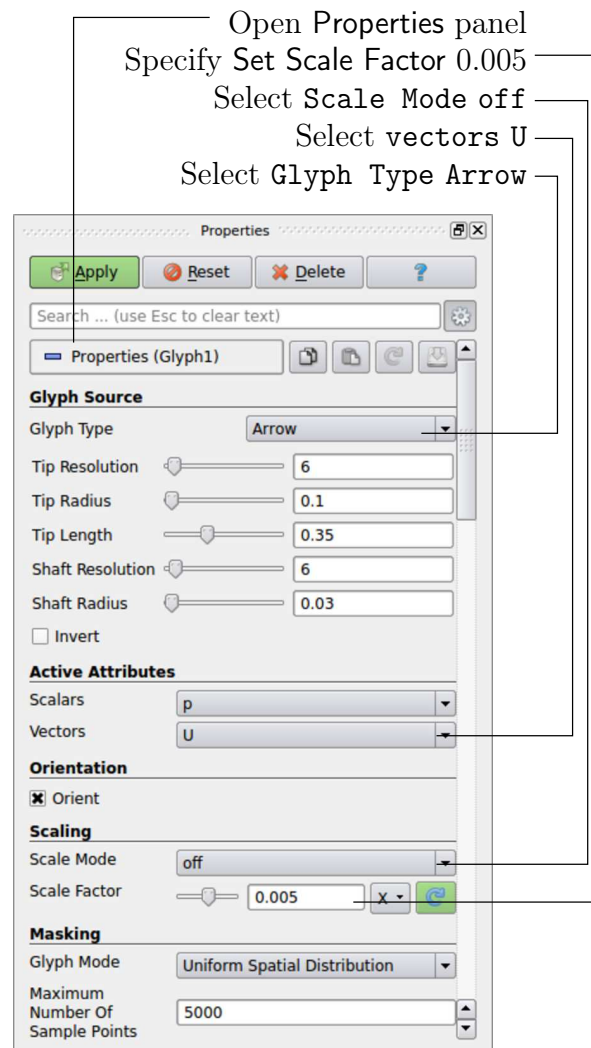 Open Properties panel
Specify Set Scale Factor 0.005
Select Scale Mode off
Select vectors U
Select Glyph Type Arrow
Properties
Apply Reset Delete ?
Search ... (use Esc to clear text)
Properties (Glyph1)
Glyph Source
Glyph Type Arrow
Tip Resolution 6
Tip Radius 0.1
Tip Length 0.35
Shaft Resolution 6
Shaft Radius 0.03
Invert
Active Attributes
Scalars p
Vectors U
Orientation
Orient
Scaling
Scale Mode off
Scale Factor 0.005 X
Masking
Glyph Mode Uniform Spatial Distribution
Maximum
Number Of 5000
Sample Points